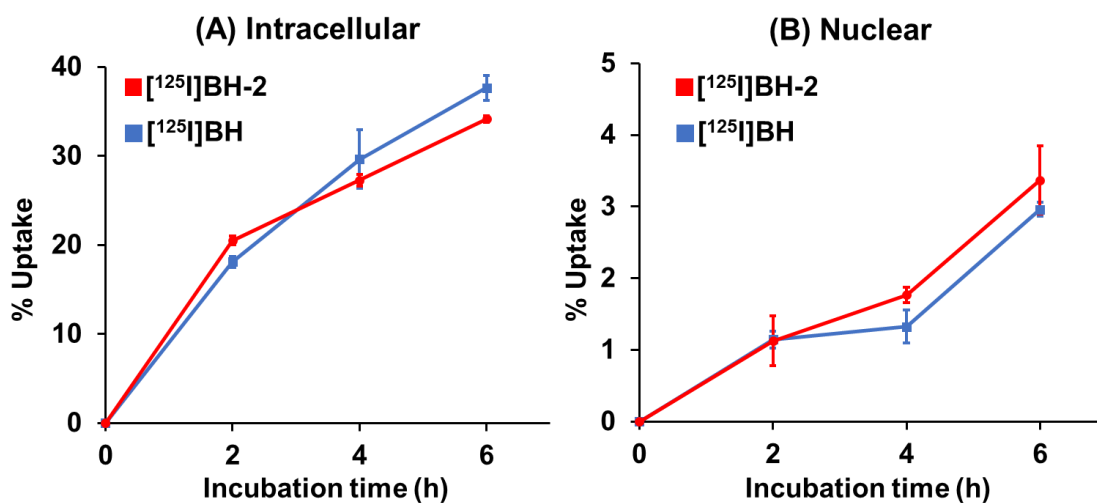 (A) Intracellular
40
30
20
10
0
% Uptake
[¹²⁵I]BH-2
[¹²⁵I]BH
0 2 4 6
Incubation time (h)
(B) Nuclear
5
4
3
2
1
0
% Uptake
[¹²⁵I]BH-2
[¹²⁵I]BH
0 2 4 6
Incubation time (h)